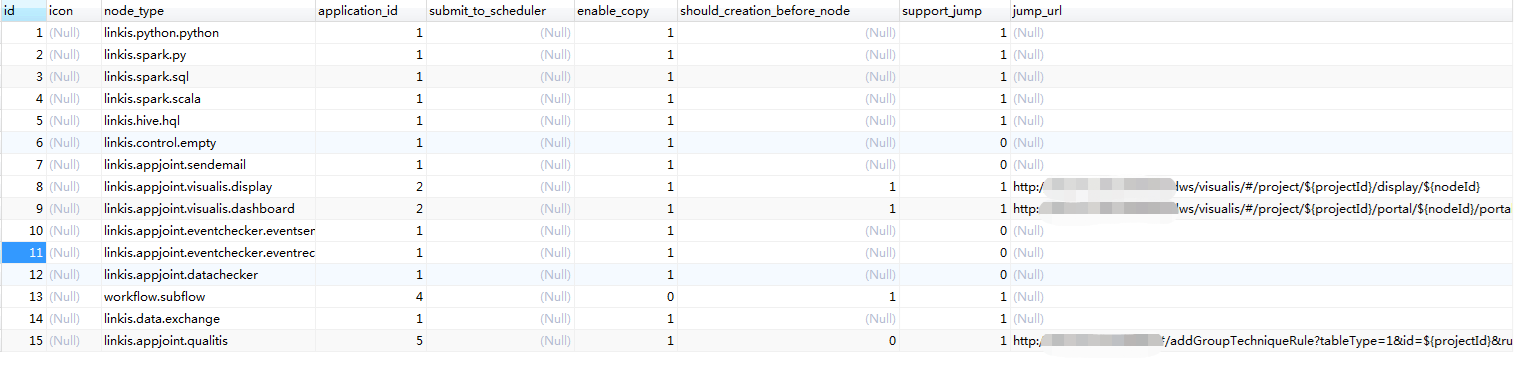 id icon node_type application_id submit_to_scheduler enable_copy should_creation_before_node support_jump jump_url
1 (Null) linkis.python.python 1 (Null) 1 (Null) 1 (Null)
2 (Null) linkis.spark.py 1 (Null) 1 (Null) 1 (Null)
3 (Null) linkis.spark.sql 1 (Null) 1 (Null) 1 (Null)
4 (Null) linkis.spark.scala 1 (Null) 1 (Null) 1 (Null)
5 (Null) linkis.hive.hql 1 (Null) 1 (Null) 1 (Null)
6 (Null) linkis.control.empty 1 (Null) 1 (Null) 0 (Null)
7 (Null) linkis.appjoint.sendemail 1 (Null) 1 (Null) 0 (Null)
8 (Null) linkis.appjoint.visualis.display 2 (Null) 1 1 1 http:/ dws/visualis/#/project/${projectId}/display/${nodeId}
9 (Null) linkis.appjoint.visualis.dashboard 2 (Null) 1 1 1 http: dws/visualis/#/project/${projectId}/portal/${nodeId}/porta
10 (Null) linkis.appjoint.eventchecker.eventser 1 (Null) 1 (Null) 0 (Null)
11 (Null) linkis.appjoint.eventchecker.eventrec 1 (Null) 1 (Null) 0 (Null)
12 (Null) linkis.appjoint.datachecker 1 (Null) 1 (Null) 0 (Null)
13 (Null) workflow.subflow 4 (Null) 0 1 1 (Null)
14 (Null) linkis.data.exchange 1 (Null) 1 (Null) 1 (Null)
15 (Null) linkis.appjoint.qualitis 5 (Null) 1 0 1 http:/ #/addGroupTechniqueRule?tableType=1&id=${projectId}&ru